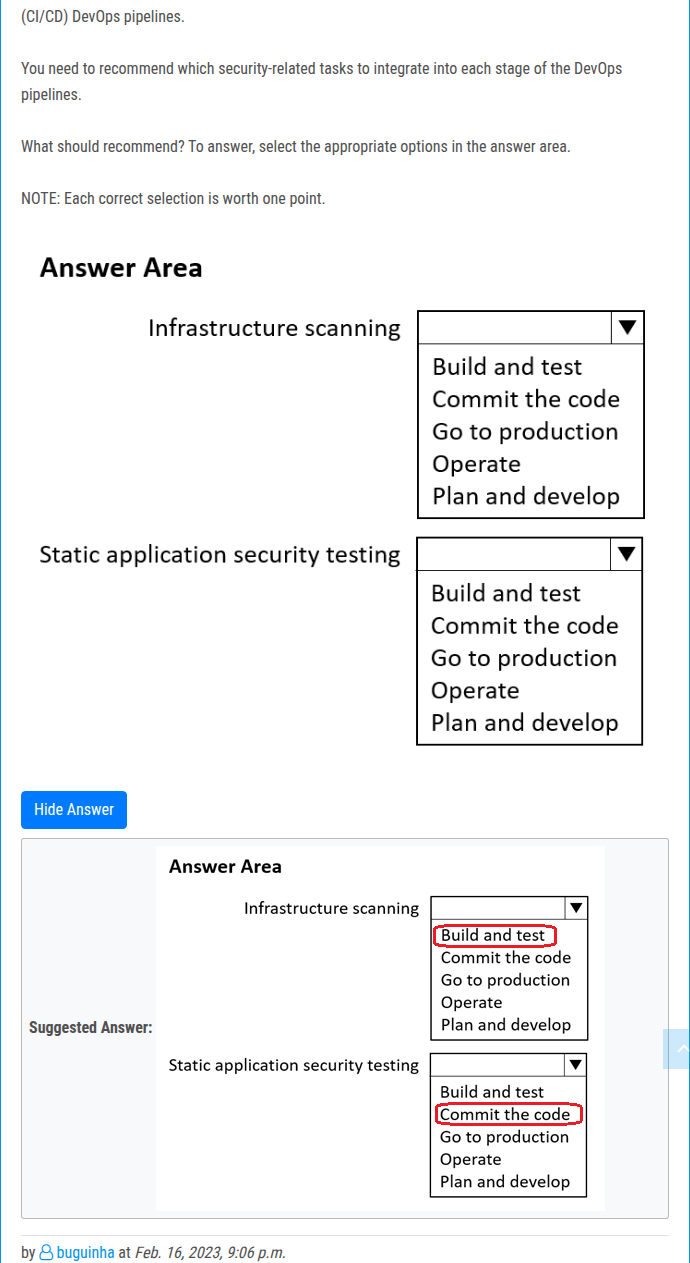 (CI/CD) DevOps pipelines.
You need to recommend which security-related tasks to integrate into each stage of the DevOps
pipelines.
What should recommend? To answer, select the appropriate options in the answer area.
NOTE: Each correct selection is worth one point.
Answer Area
Infrastructure scanning
Build and test
Commit the code
Go to production
Operate
Plan and develop
Static application security testing
Build and test
Commit the code
Go to production
Operate
Plan and develop
Hide Answer
Suggested Answer:
Answer Area
Infrastructure scanning
Build and test
Commit the code
Go to production
Operate
Plan and develop
Static application security testing
Build and test
Commit the code
Go to production
Operate
Plan and develop
by buguinha at Feb. 16, 2023, 9:06 p.m.